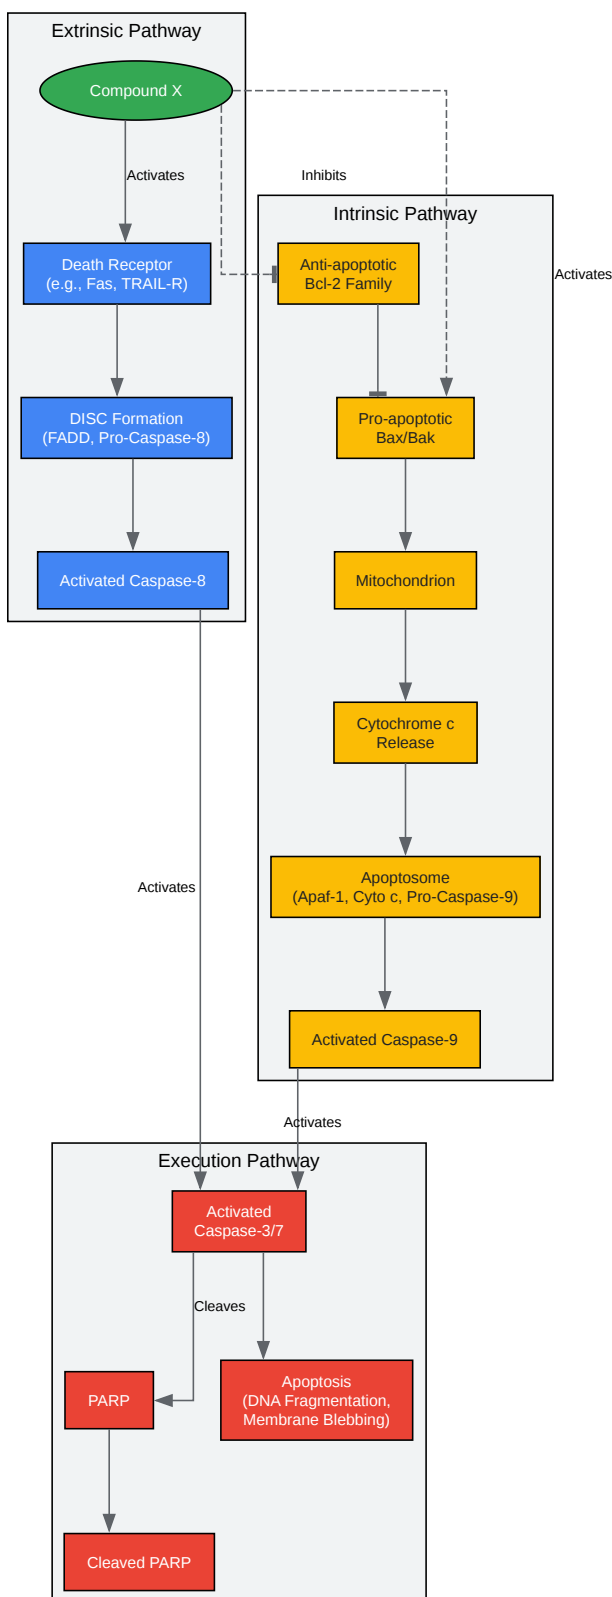 Extrinsic Pathway
Compound X
Activates
Inhibits
Intrinsic Pathway
Death Receptor
(e.g., Fas, TRAIL-R)
Anti-apoptotic
Bcl-2 Family
Activates
DISC Formation
(FADD, Pro-Caspase-8)
Pro-apoptotic
Bax/Bak
Activated Caspase-8
Mitochondrion
Cytochrome c
Release
Activates
Apoptosome
(Apaf-1, Cyto c, Pro-Caspase-9)
Activated Caspase-9
Activates
Execution Pathway
Activated
Caspase-3/7
Cleaves
PARP
Apoptosis
(DNA Fragmentation,
Membrane Blebbing)
Cleaved PARP